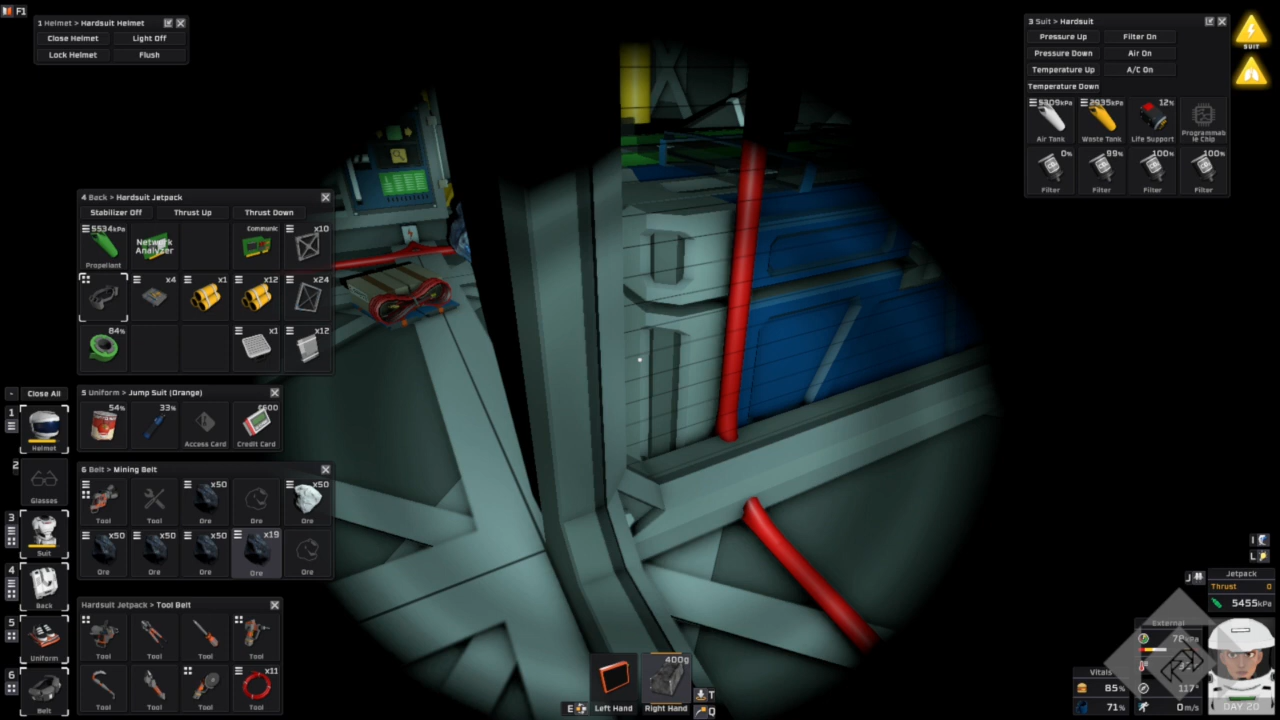 F1
1 Helmet > Hardsuit Helmet
Close Helmet Light Off
Lock Helmet Flush
3 Suit > Hardsuit
Pressure Up Filter On
Pressure Down Air On
Temperature Up A/C On
Temperature Down
SUIT
5309kPa 2935kPa 12%
Air Tank Waste Tank Life Support Programmab le Chip
0% 99% 100% 100%
Filter Filter Filter Filter
4 Back > Hardsuit Jetpack
Stabilizer Off Thrust Up Thrust Down
5534kPa Network Analyzer Communic x10
Propellant
x4 x1 x12 x24
84% x1 x12
- Close All
5 Uniform > Jump Suit (Orange)
54% 33% £600
Access Card Credit Card
1 Helmet
2 Glasses
3 Suit
4 Back
5 Uniform
6 Belt
6 Belt > Mining Belt
x50 x50
Tool Tool Ore Ore Ore
x50 x50 x50 x19
Ore Ore Ore Ore Ore
Hardsuit Jetpack > Tool Belt
Tool Tool Tool Tool
x11
Tool Tool Tool Tool
400g
E Left Hand Right Hand T
Q
I
L
J Jetpack
Thrust 0
5455kPa
External
Vitals
85% 117°
71% 0m/s
DAY 20